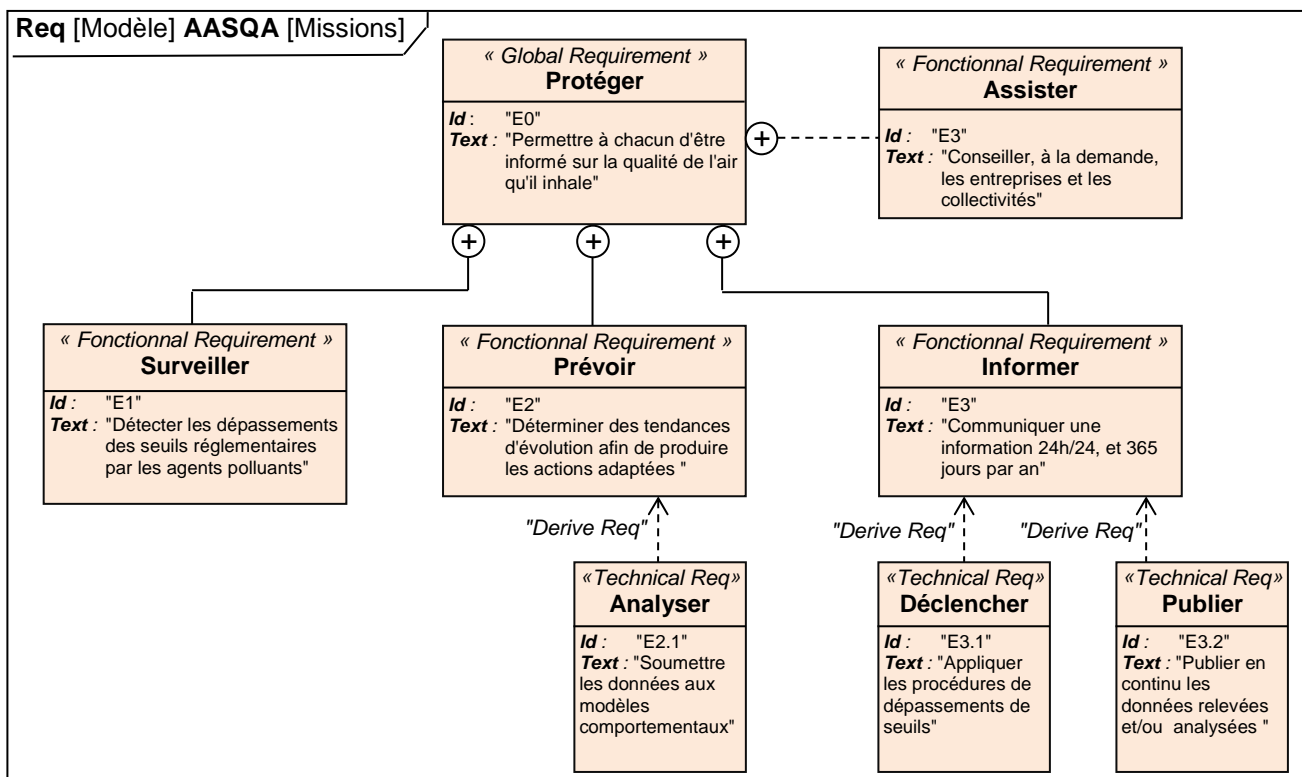 Req [Modèle] AASQA [Missions]
« Global Requirement »
Protéger
Id : "E0"
Text : "Permettre à chacun d'être
informé sur la qualité de l'air
qu'il inhale"
« Fonctionnal Requirement »
Assister
Id : "E3"
Text : "Conseiller, à la demande,
les entreprises et les
collectivités"
+
+
+
+
« Fonctionnal Requirement »
Surveiller
Id : "E1"
Text : "Détecter les dépassements
des seuils réglementaires
par les agents polluants"
« Fonctionnal Requirement »
Prévoir
Id : "E2"
Text : "Déterminer des tendances
d'évolution afin de produire
les actions adaptées "
« Fonctionnal Requirement »
Informer
Id : "E3"
Text : "Communiquer une
information 24h/24, et 365
jours par an"
"Derive Req"
"Derive Req"
"Derive Req"
«Technical Req»
Analyser
Id : "E2.1"
Text : "Soumettre
les données aux
modèles
comportementaux"
«Technical Req»
Déclencher
Id : "E3.1"
Text : "Appliquer
les procédures de
dépassements de
seuils"
«Technical Req»
Publier
Id : "E3.2"
Text : "Publier en
continu les
données relevées
et/ou analysées "